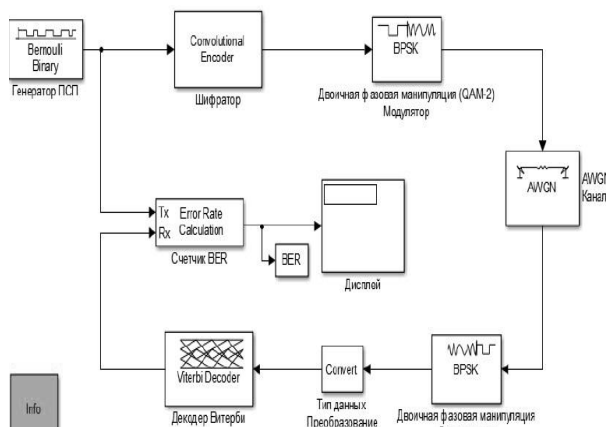 Bernouli
Binary
Генератор ПСП
Convolutional
Encoder
Шифратор
BPSK
Двоичная фазовая манипуляция (QAM-2)
Модулятор
AWGN
AWGN
Канал
Tx
Rx
Error Rate
Calculation
Счетчик BER
BER
Дисплей
Viterbi Decoder
Декодер Витерби
Convert
Тип данных
Преобразование
BPSK
Двоичная фазовая манипуляция
Info